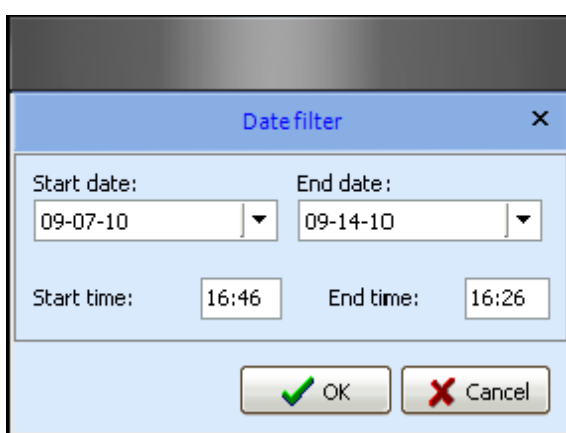 Date filter
Start date: End date:
09-07-10 09-14-10
Start time: 16:46 End time: 16:26
OK Cancel